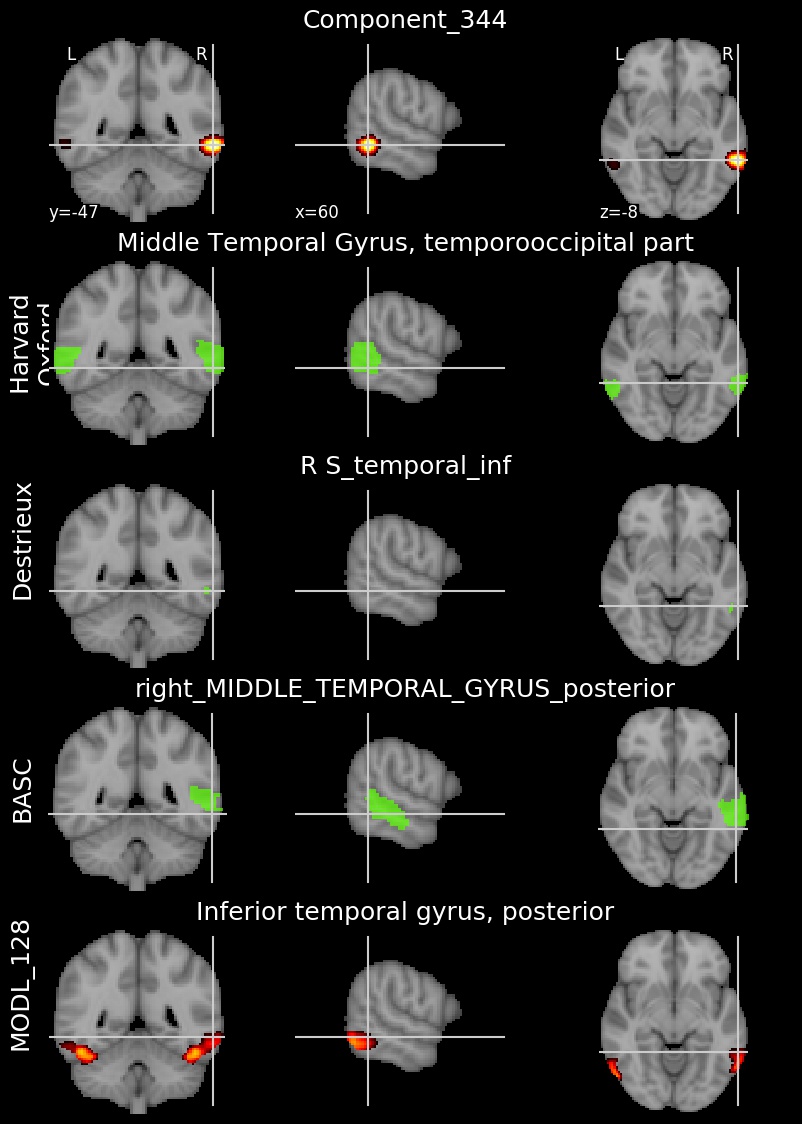 Component_344
L
R
L
R
y=-47
x=60
z=-8
Middle Temporal Gyrus, temporooccipital part
Harvard
Oxford
R S_temporal_inf
Destrieux
right_MIDDLE_TEMPORAL_GYRUS_posterior
BASC
Inferior temporal gyrus, posterior
MODL_128